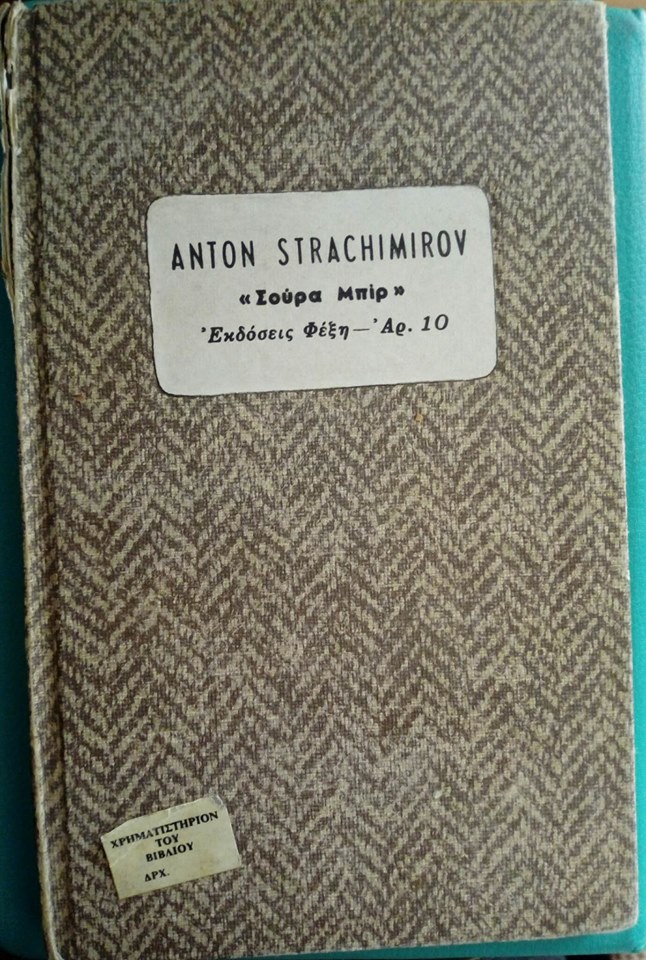 ANTON STRACHIMIROV
«Σούρα Μπίρ»
Ἐκδόσεις Φέξη — Ἀρ. 10
ΧΡΗΜΑΤΙΣΤΗΡΙΟΝ
ΤΟΥ
ΒΙΒΛΙΟΥ
ΔΡΧ.